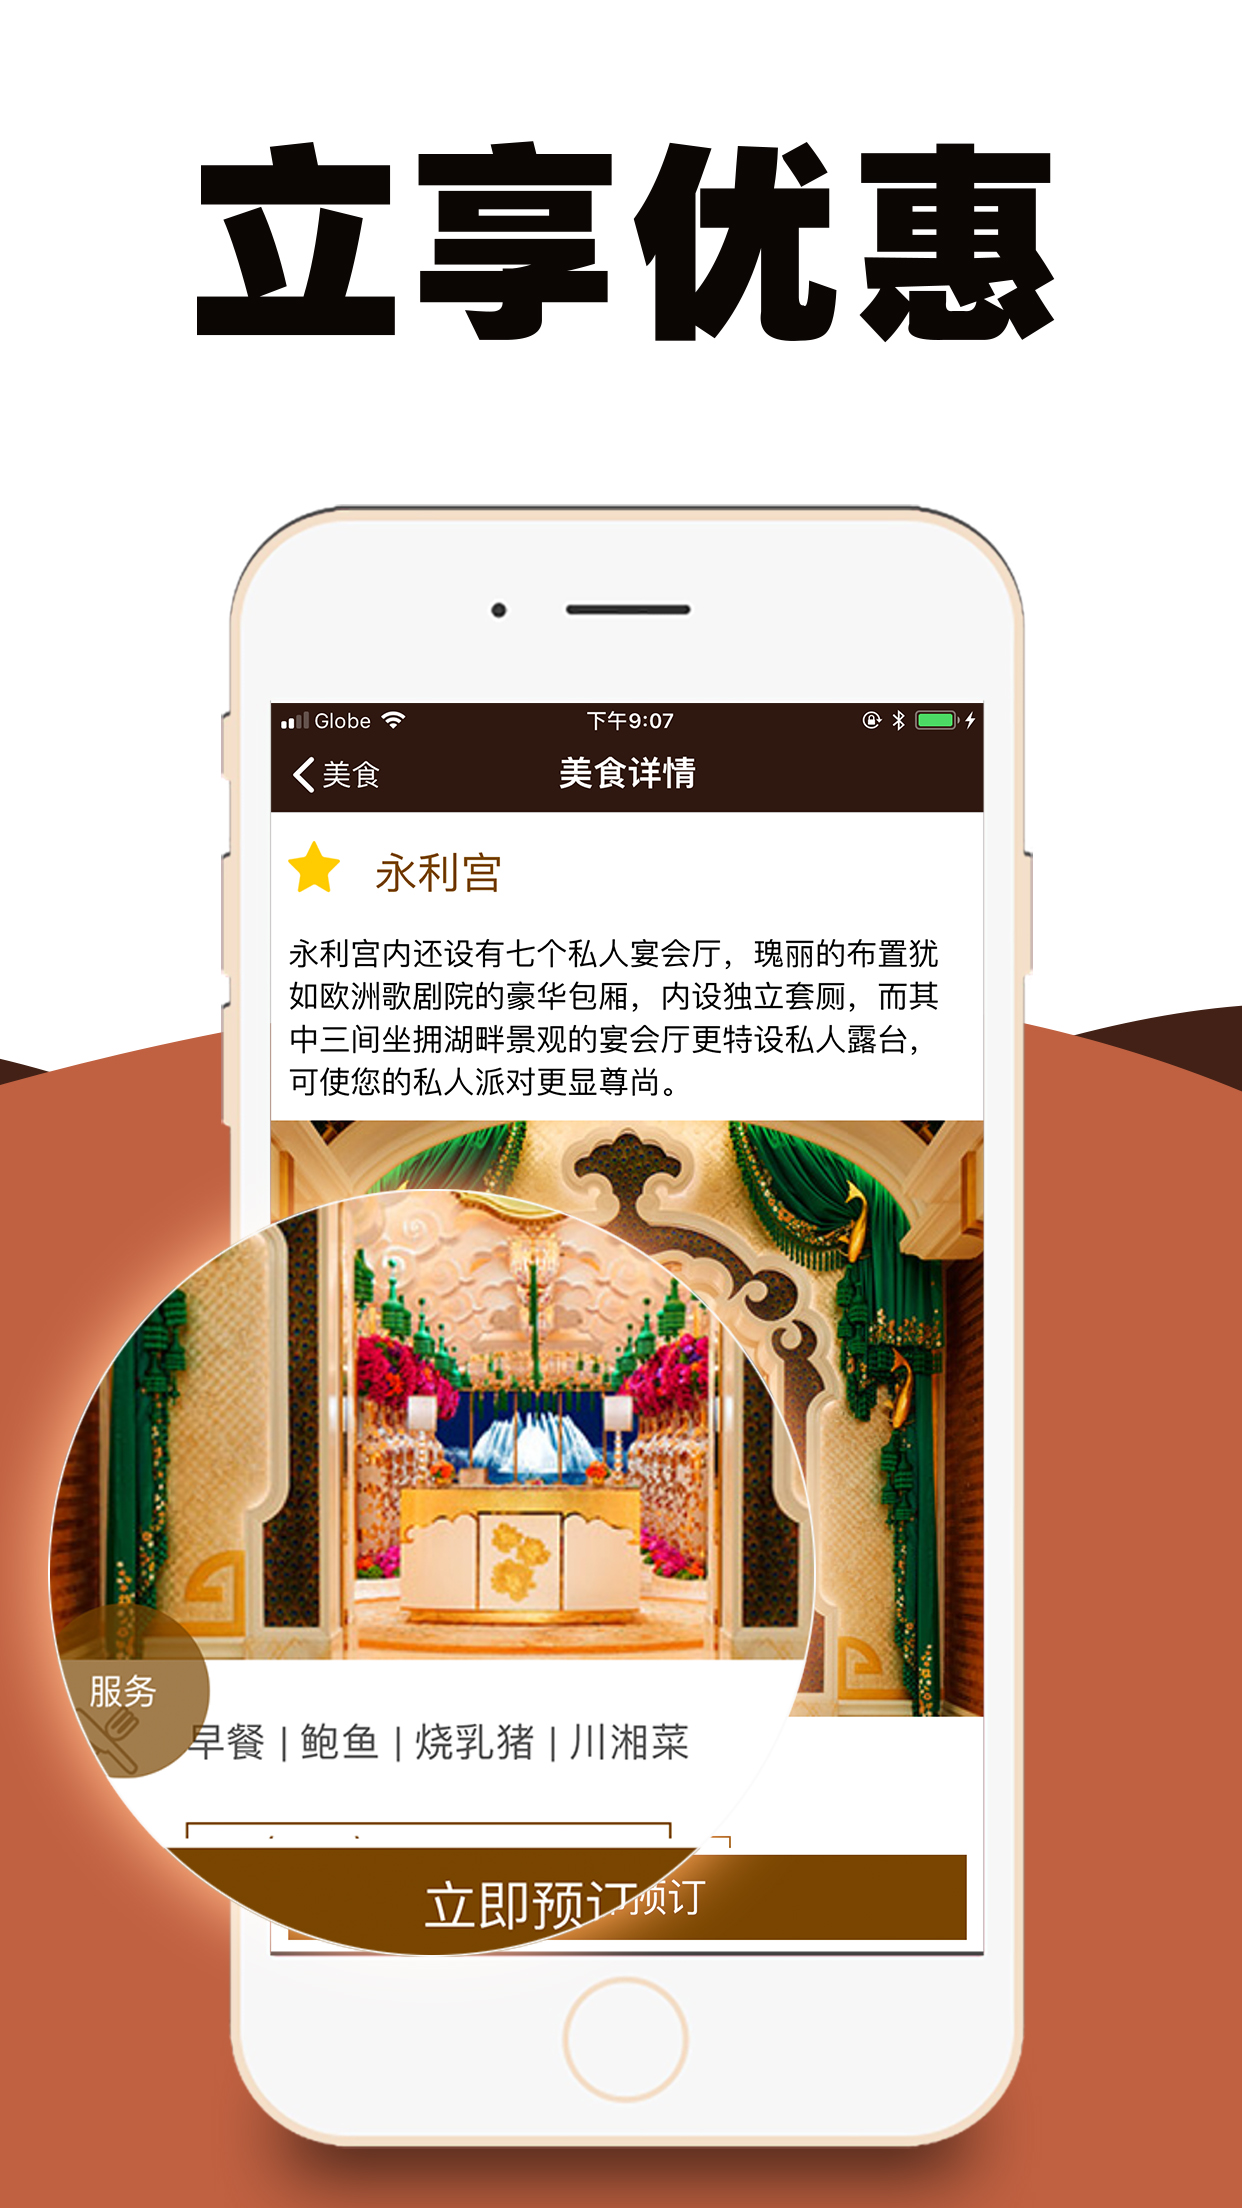 立享优惠
Globe 下午9:07
美食 美食详情
永利宫
永利宫内还设有七个私人宴会厅，瑰丽的布置犹
如欧洲歌剧院的豪华包厢，内设独立套厕，而其
中三间坐拥湖畔景观的宴会厅更特设私人露台，
可使您的私人派对更显尊尚。
服务
早餐 | 鲍鱼 | 烧乳猪 | 川湘菜
立即预订
预订